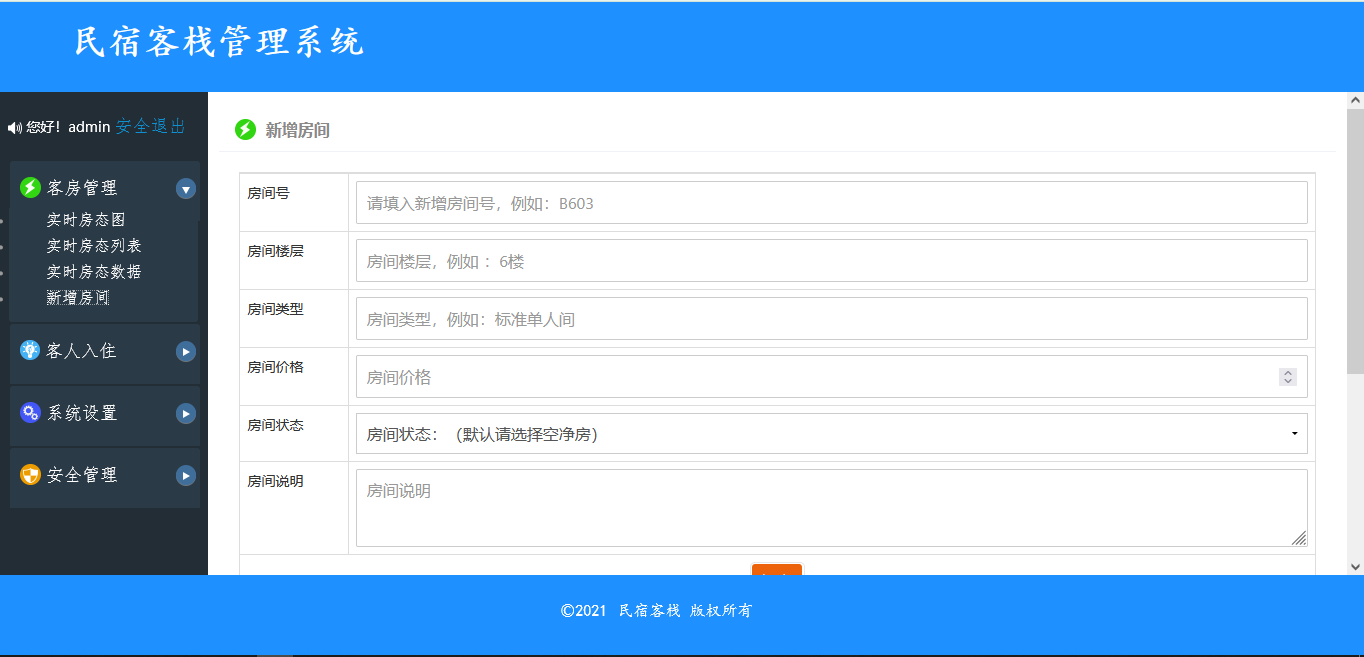 民宿客栈管理系统
您好！admin 安全退出
客房管理
实时房态图
实时房态列表
实时房态数据
新增房间
客人入住
系统设置
安全管理
新增房间
房间号
请填入新增房间号，例如：B603
房间楼层
房间楼层，例如 ：6楼
房间类型
房间类型，例如：标准单人间
房间价格
房间价格
房间状态
房间状态：（默认请选择空净房）
房间说明
房间说明
©2021 民宿客栈 版权所有